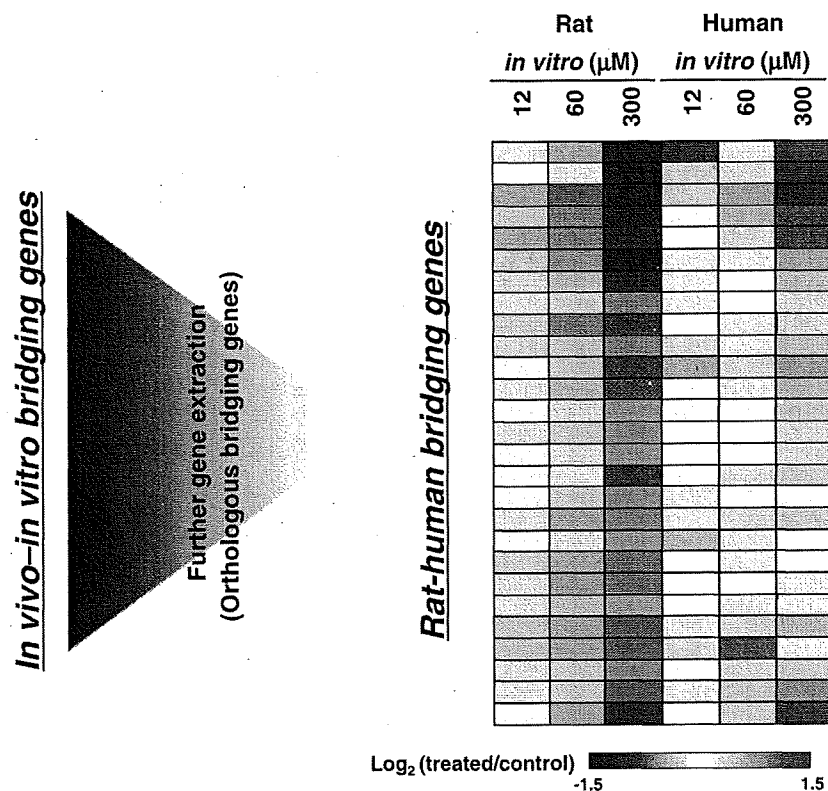 In vivo–in vitro bridging genes
Further gene extraction
(Orthologous bridging genes)
Rat-human bridging genes
Rat Human
in vitro (μM) in vitro (μM)
12 60 300 12 60 300
Log2 (treated/control)
-1.5 1.5